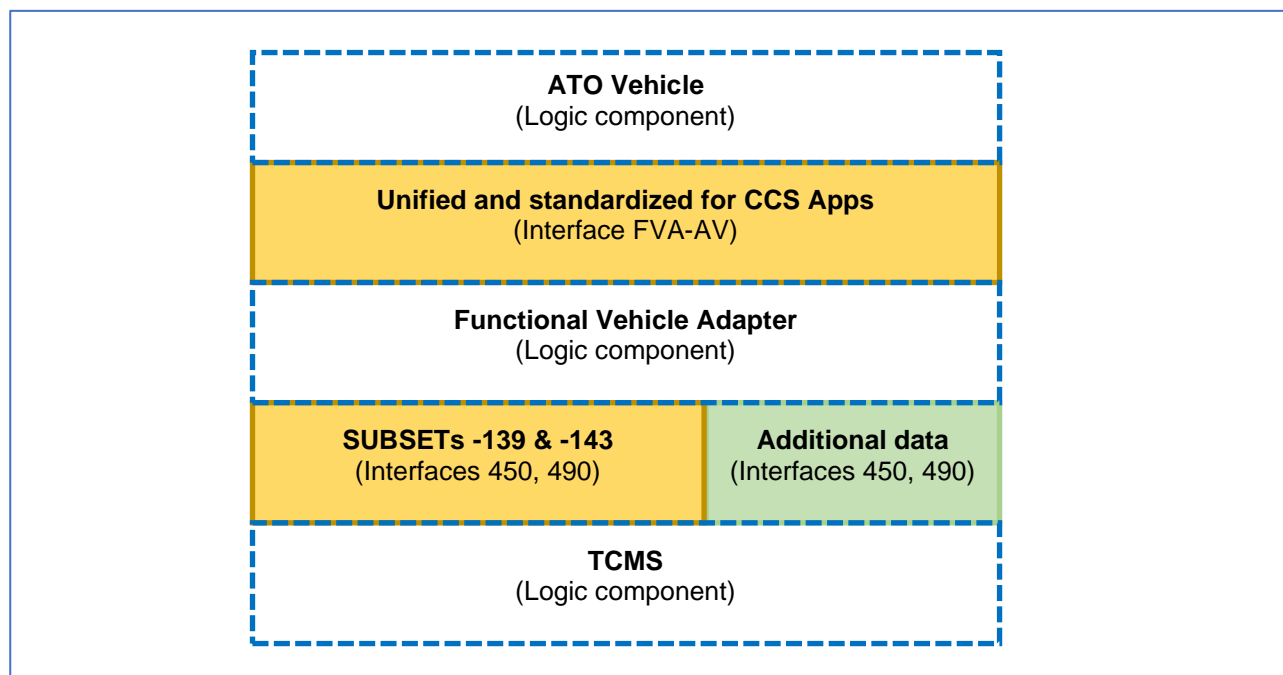 ATO Vehicle
(Logic component)
Unified and standardized for CCS Apps
(Interface FVA-AV)
Functional Vehicle Adapter
(Logic component)
SUBSETs -139 & -143
(Interfaces 450, 490)
Additional data
(Interfaces 450, 490)
TCMS
(Logic component)